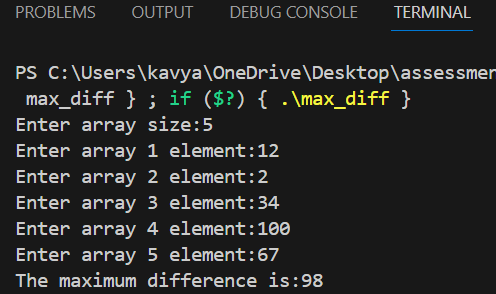 PROBLEMS OUTPUT DEBUG CONSOLE TERMINAL
PS C:\Users\kavya\OneDrive\Desktop\assessmen
max_diff } ; if ($?) { .\max_diff }
Enter array size:5
Enter array 1 element:12
Enter array 2 element:2
Enter array 3 element:34
Enter array 4 element:100
Enter array 5 element:67
The maximum difference is:98